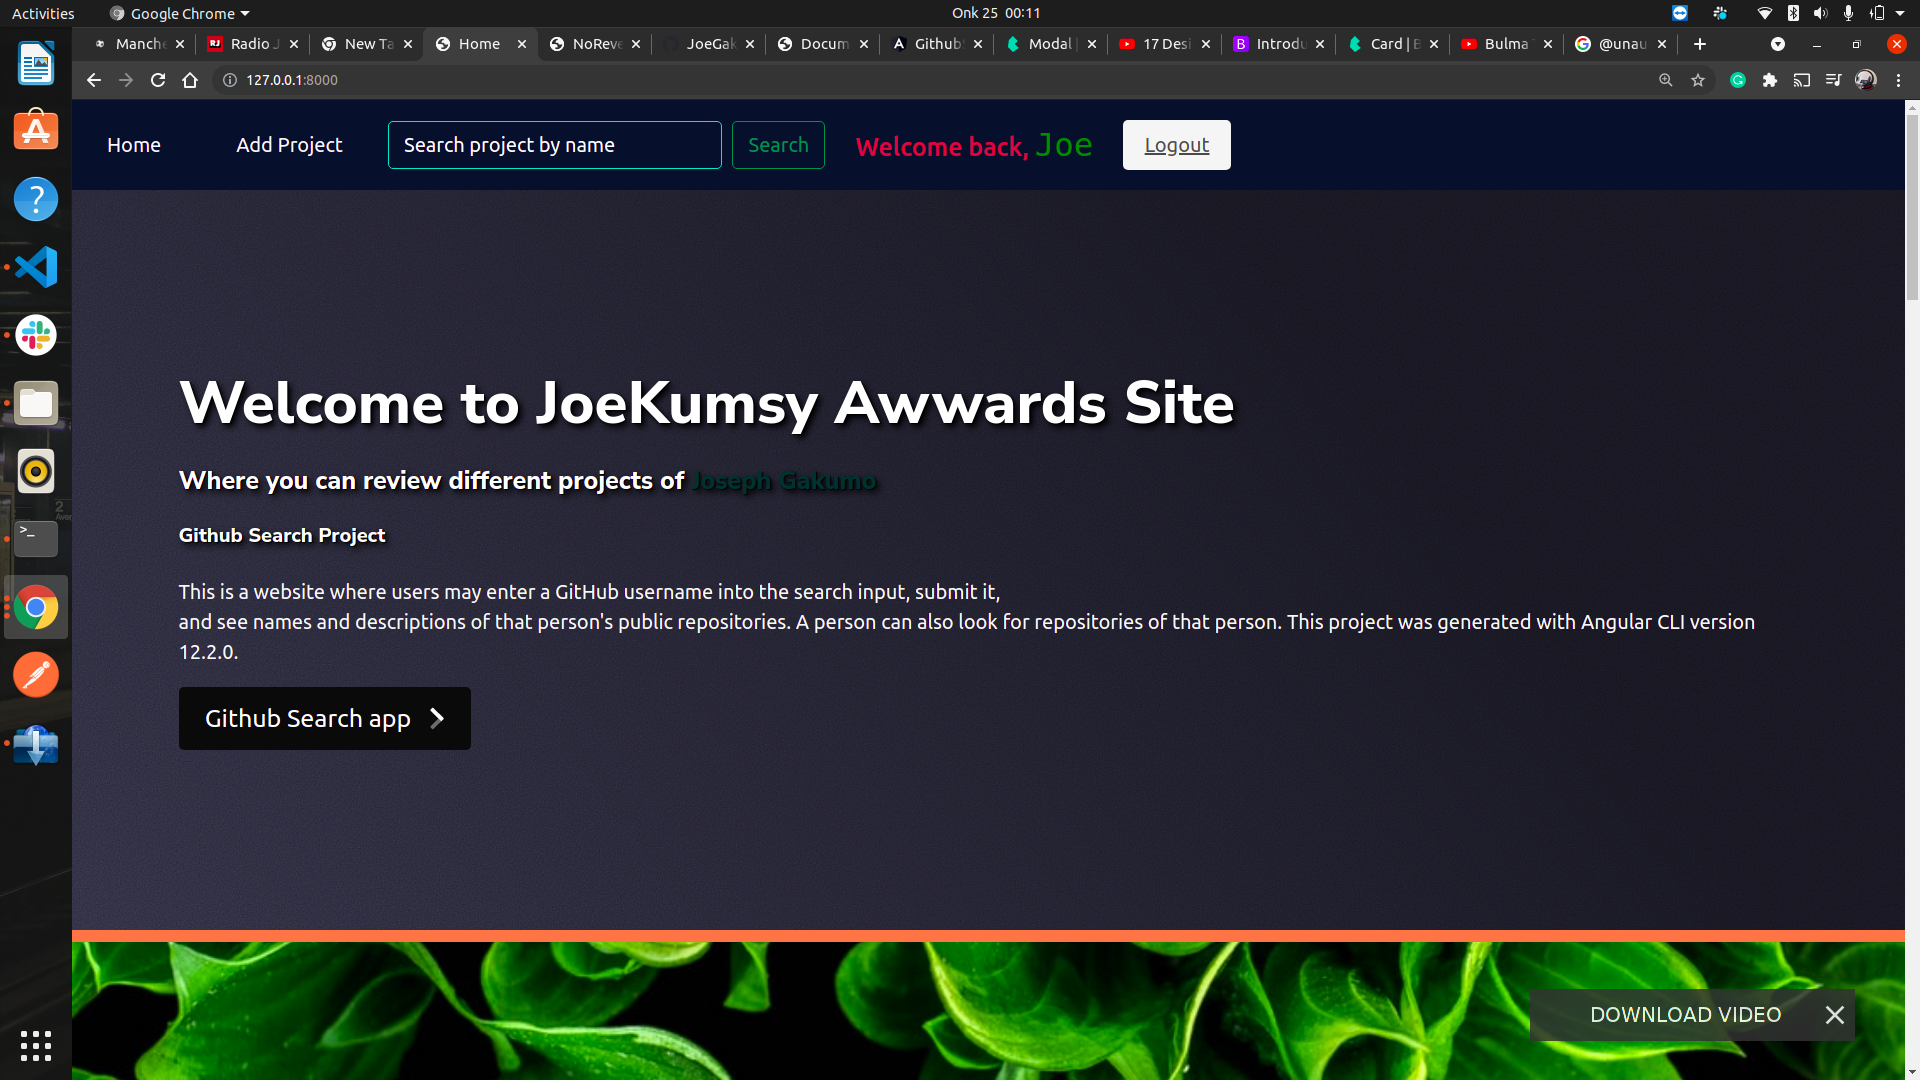 Activities
Google Chrome
Onk 25 00:11
Manche
Radio J
New Ta
Home
NoReve
JoeGak
Docum
Github
Modal
17 Desi
Introdu
Card | B
Bulma
@unau
127.0.0.1:8000
Home
Add Project
Search project by name
Search
Welcome back, Joe
Logout
Welcome to JoeKumsy Awwards Site
Where you can review different projects of Joseph Gakumo
Github Search Project
This is a website where users may enter a GitHub username into the search input, submit it,
and see names and descriptions of that person's public repositories. A person can also look for repositories of that person. This project was generated with Angular CLI version
12.2.0.
Github Search app
DOWNLOAD VIDEO